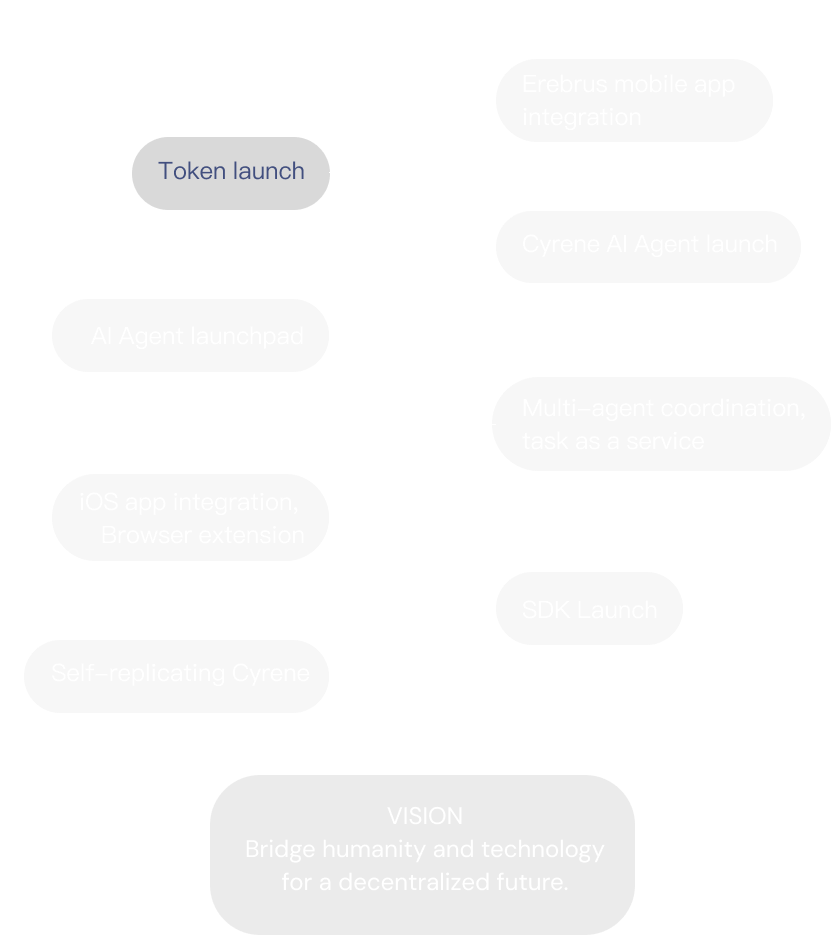 Erebrus mobile app
integration
Token launch
Cyrene AI Agent launch
AI Agent launchpad
Multi-agent coordination,
task as a service
iOS app integration,
Browser extension
SDK Launch
Self-replicating Cyrene
VISION
Bridge humanity and technology
for a decentralized future.